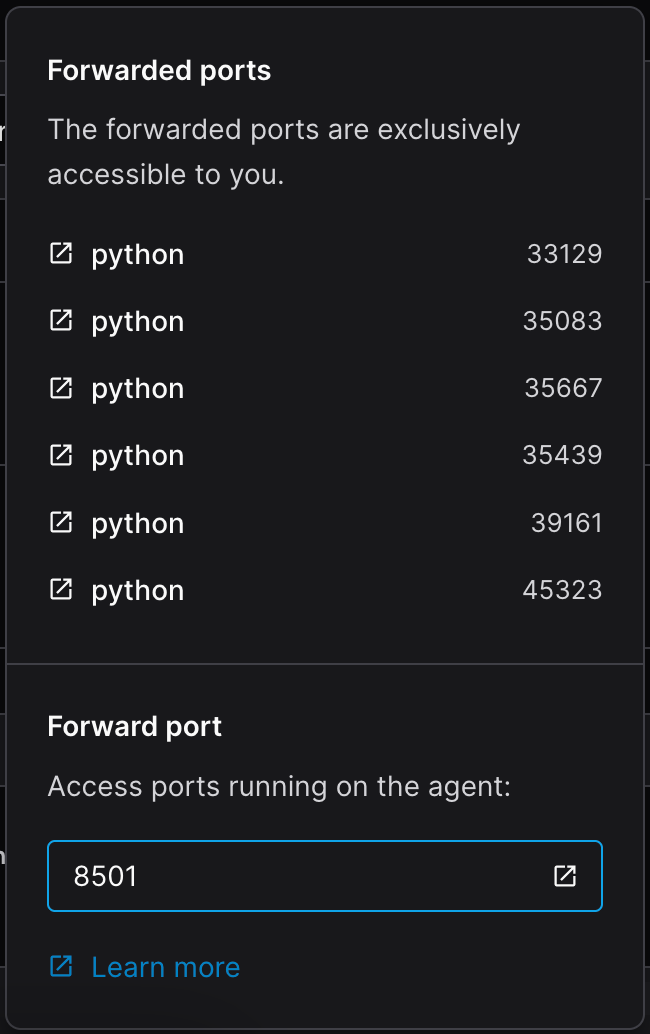 Forwarded ports
The forwarded ports are exclusively
accessible to you.
python 33129
python 35083
python 35667
python 35439
python 39161
python 45323
Forward port
Access ports running on the agent:
8501
Learn more